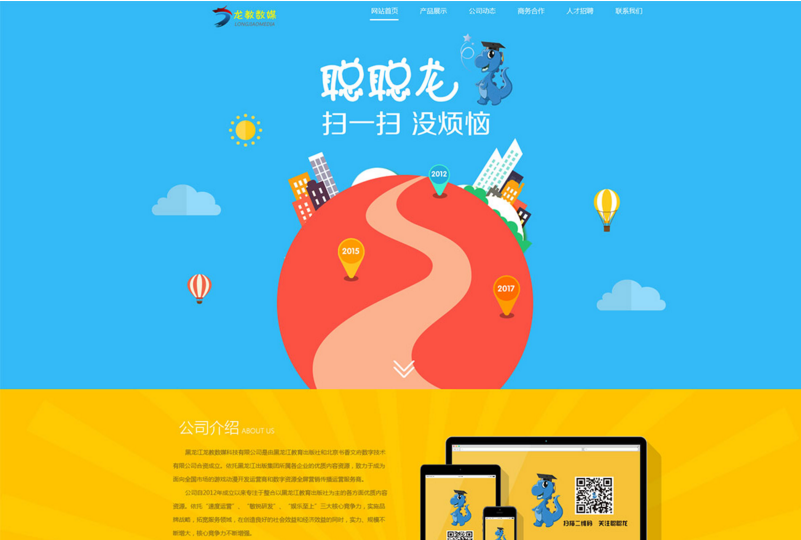 龙教数媒
网站首页 产品展示 公司动态 商务合作 人才招聘 联系我们
聪聪龙
扫一扫 没烦恼
2012
2015
2017
公司介绍 ABOUT US
黑龙江龙教数媒科技有限公司是由黑龙江教育出版社和北京书香文雅数字技术
有限公司合资成立。依托黑龙江出版集团所属各企业的优质内容资源，致力于成为
面向全国市场的游戏动漫开发运营商和数字资源全屏营销传播运营服务商。
公司自2012年成立以来专注于整合以黑龙江教育出版社为主的各方面优质内容
资源。依托“速度运营”、“敏锐研发”、“娱乐至上”三大核心竞争力，实施品
牌战略，拓宽服务领域，在创造良好的社会效益和经济效益的同时，实力、规模不
断增大，核心竞争力不断增强。
扫描二维码 关注聪聪龙